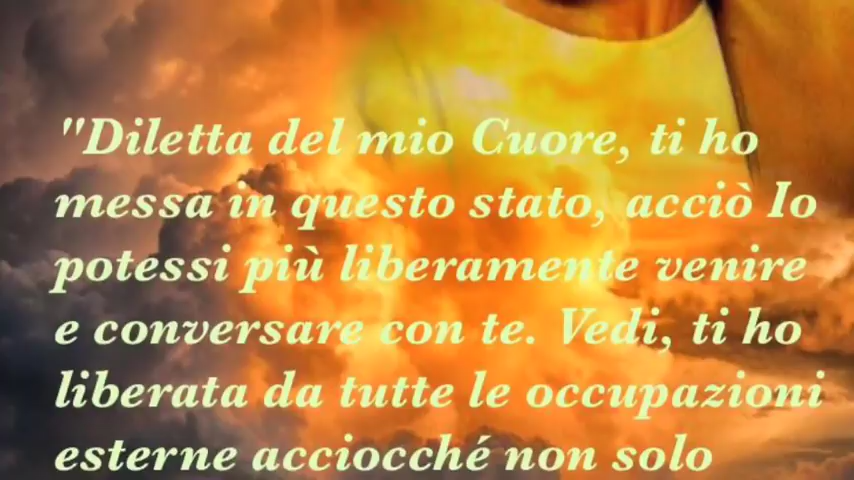 "Diletta del mio Cuore, ti ho
messa in questo stato, acciò Io
potessi più liberamente venire
e conversare con te. Vedi, ti ho
liberata da tutte le occupazioni
esterne acciocché non solo